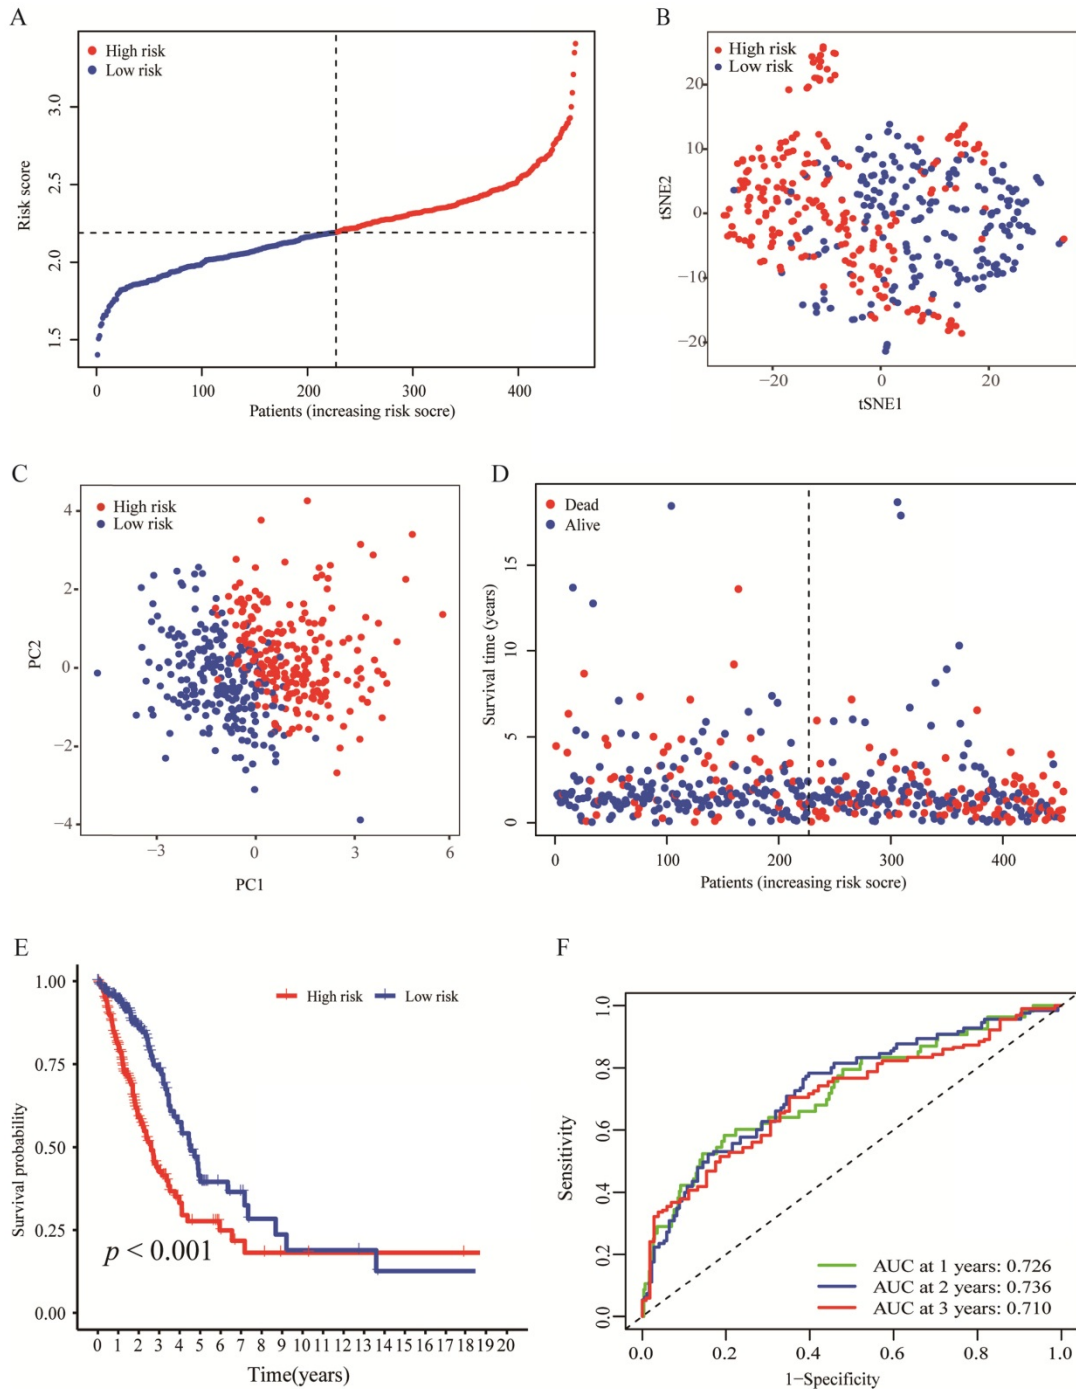 A
High risk
Low risk
3.0
2.5
2.0
1.5
Risk score
0
100
200
300
400
Patients (increasing risk socre)
B
High risk
Low risk
20
10
0
−10
−20
tSNE2
−20
0
20
tSNE1
C
High risk
Low risk
4
2
0
−2
−4
PC2
−3
0
3
6
PC1
D
Dead
Alive
15
10
5
0
Survival time (years)
0
100
200
300
400
Patients (increasing risk socre)
E
High risk
Low risk
1.00
0.75
0.50
0.25
0.00
Survival probability
p < 0.001
0 1 2 3 4 5 6 7 8 9 10 11 12 13 14 15 16 17 18 19 20
Time(years)
F
1.0
0.8
0.6
0.4
0.2
0.0
Sensitivity
AUC at 1 years: 0.726
AUC at 2 years: 0.736
AUC at 3 years: 0.710
0.0
0.2
0.4
0.6
0.8
1.0
1−Specificity